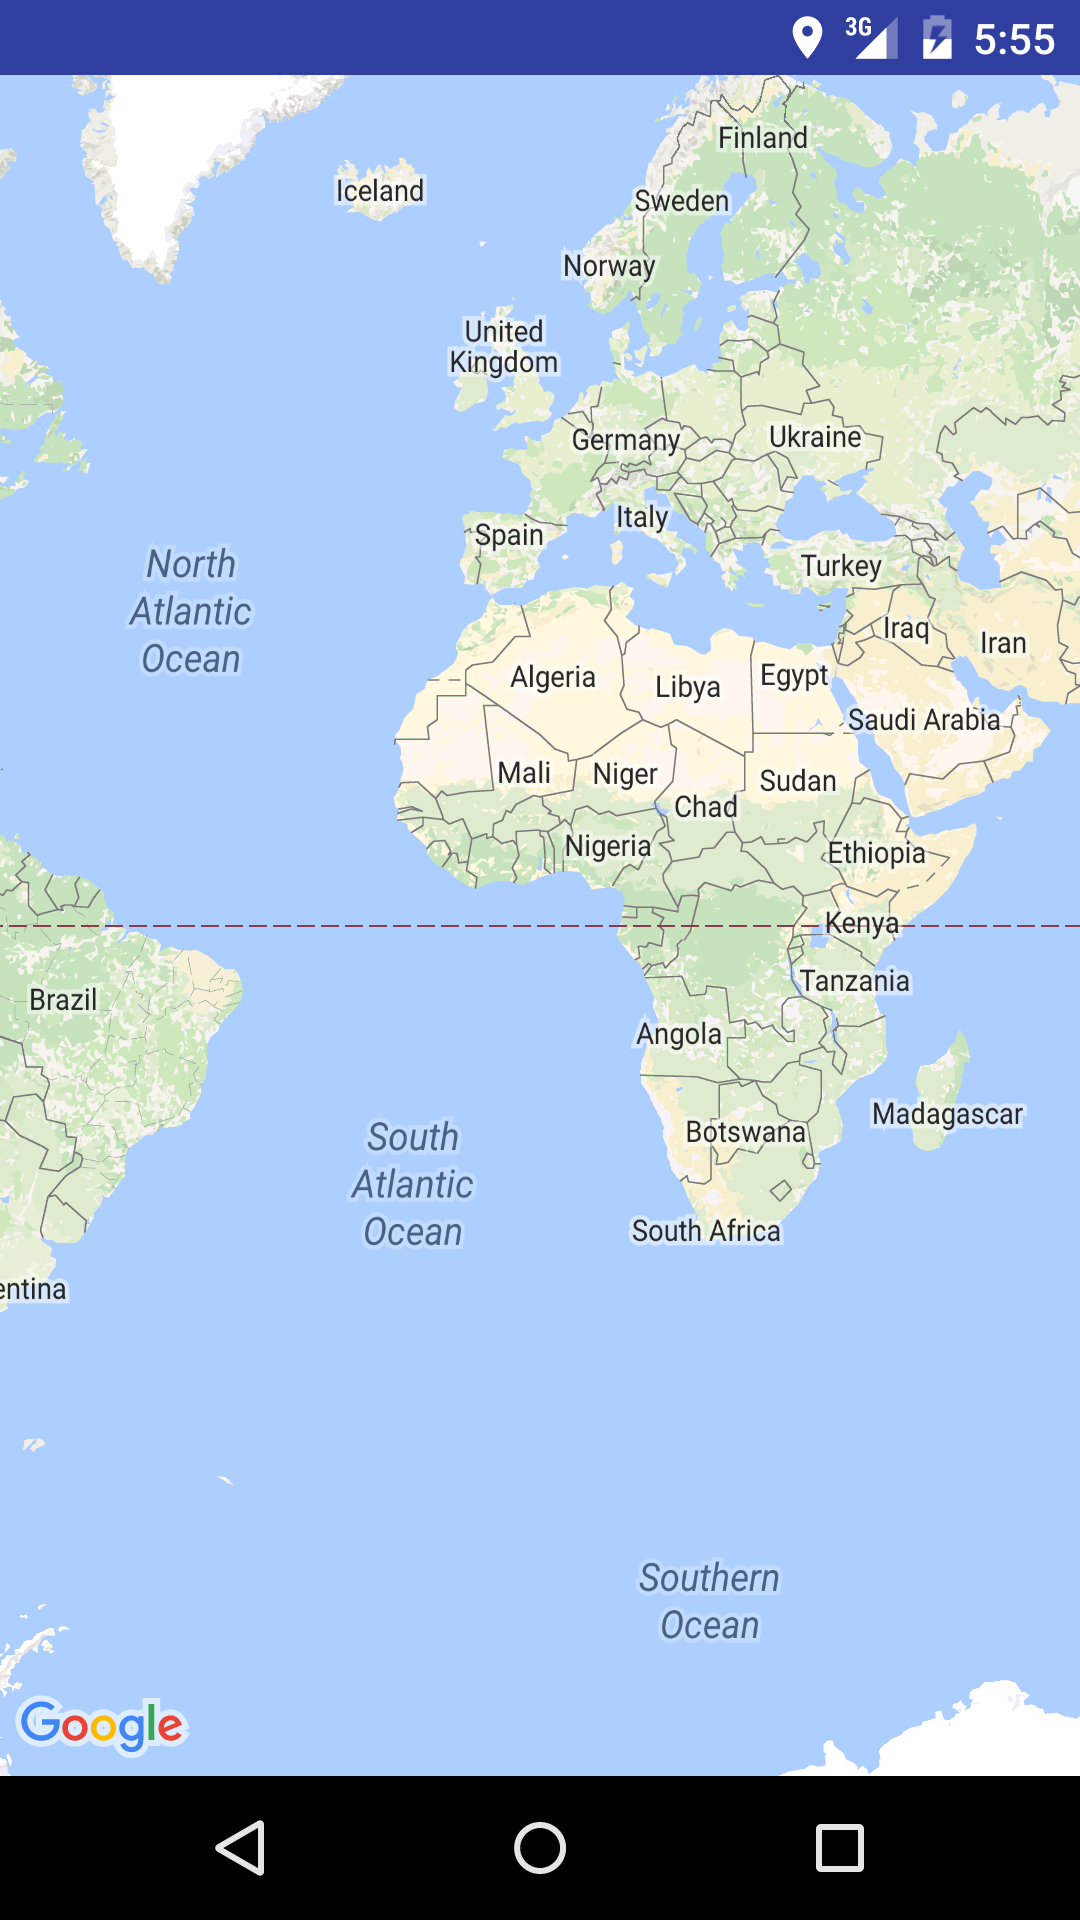 3G 5:55
Finland
Iceland
Sweden
Norway
United
Kingdom
Germany
Ukraine
Italy
Spain
North
Atlantic
Ocean
Turkey
Iraq
Iran
Algeria
Libya
Egypt
Saudi Arabia
Mali
Niger
Sudan
Chad
Nigeria
Ethiopia
Kenya
Brazil
Tanzania
Angola
Madagascar
Botswana
South
Atlantic
Ocean
South Africa
entina
Southern
Ocean
Google